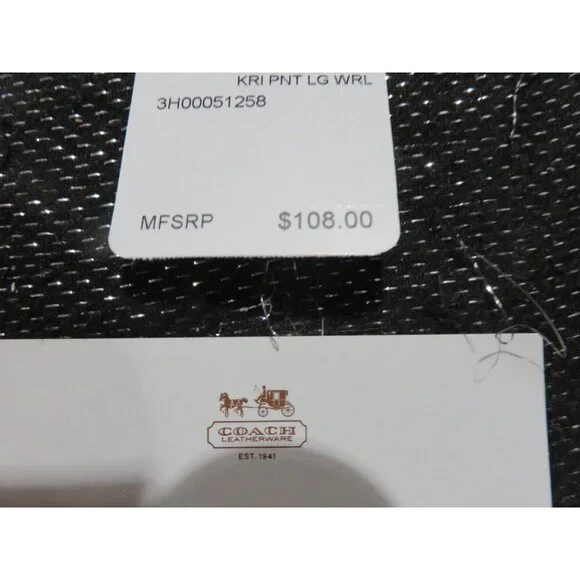 KRI PNT LG WRL
3H00051258
MFSRP $108.00
COACH
LEATHERWARE
EST. 1941